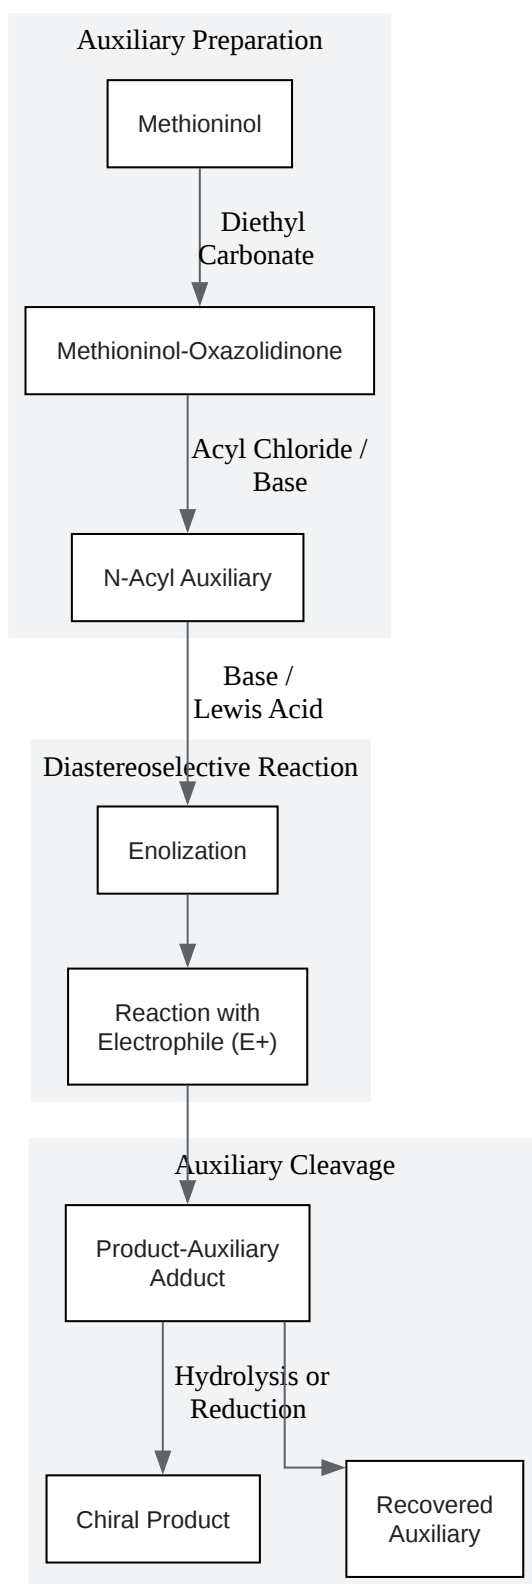 Auxiliary Preparation
Methioninol
Diethyl
Carbonate
Methioninol-Oxazolidinone
Acyl Chloride /
Base
N-Acyl Auxiliary
Base /
Lewis Acid
Diastereoselective Reaction
Enolization
Reaction with
Electrophile (E+)
Auxiliary Cleavage
Product-Auxiliary
Adduct
Hydrolysis or
Reduction
Chiral Product
Recovered
Auxiliary